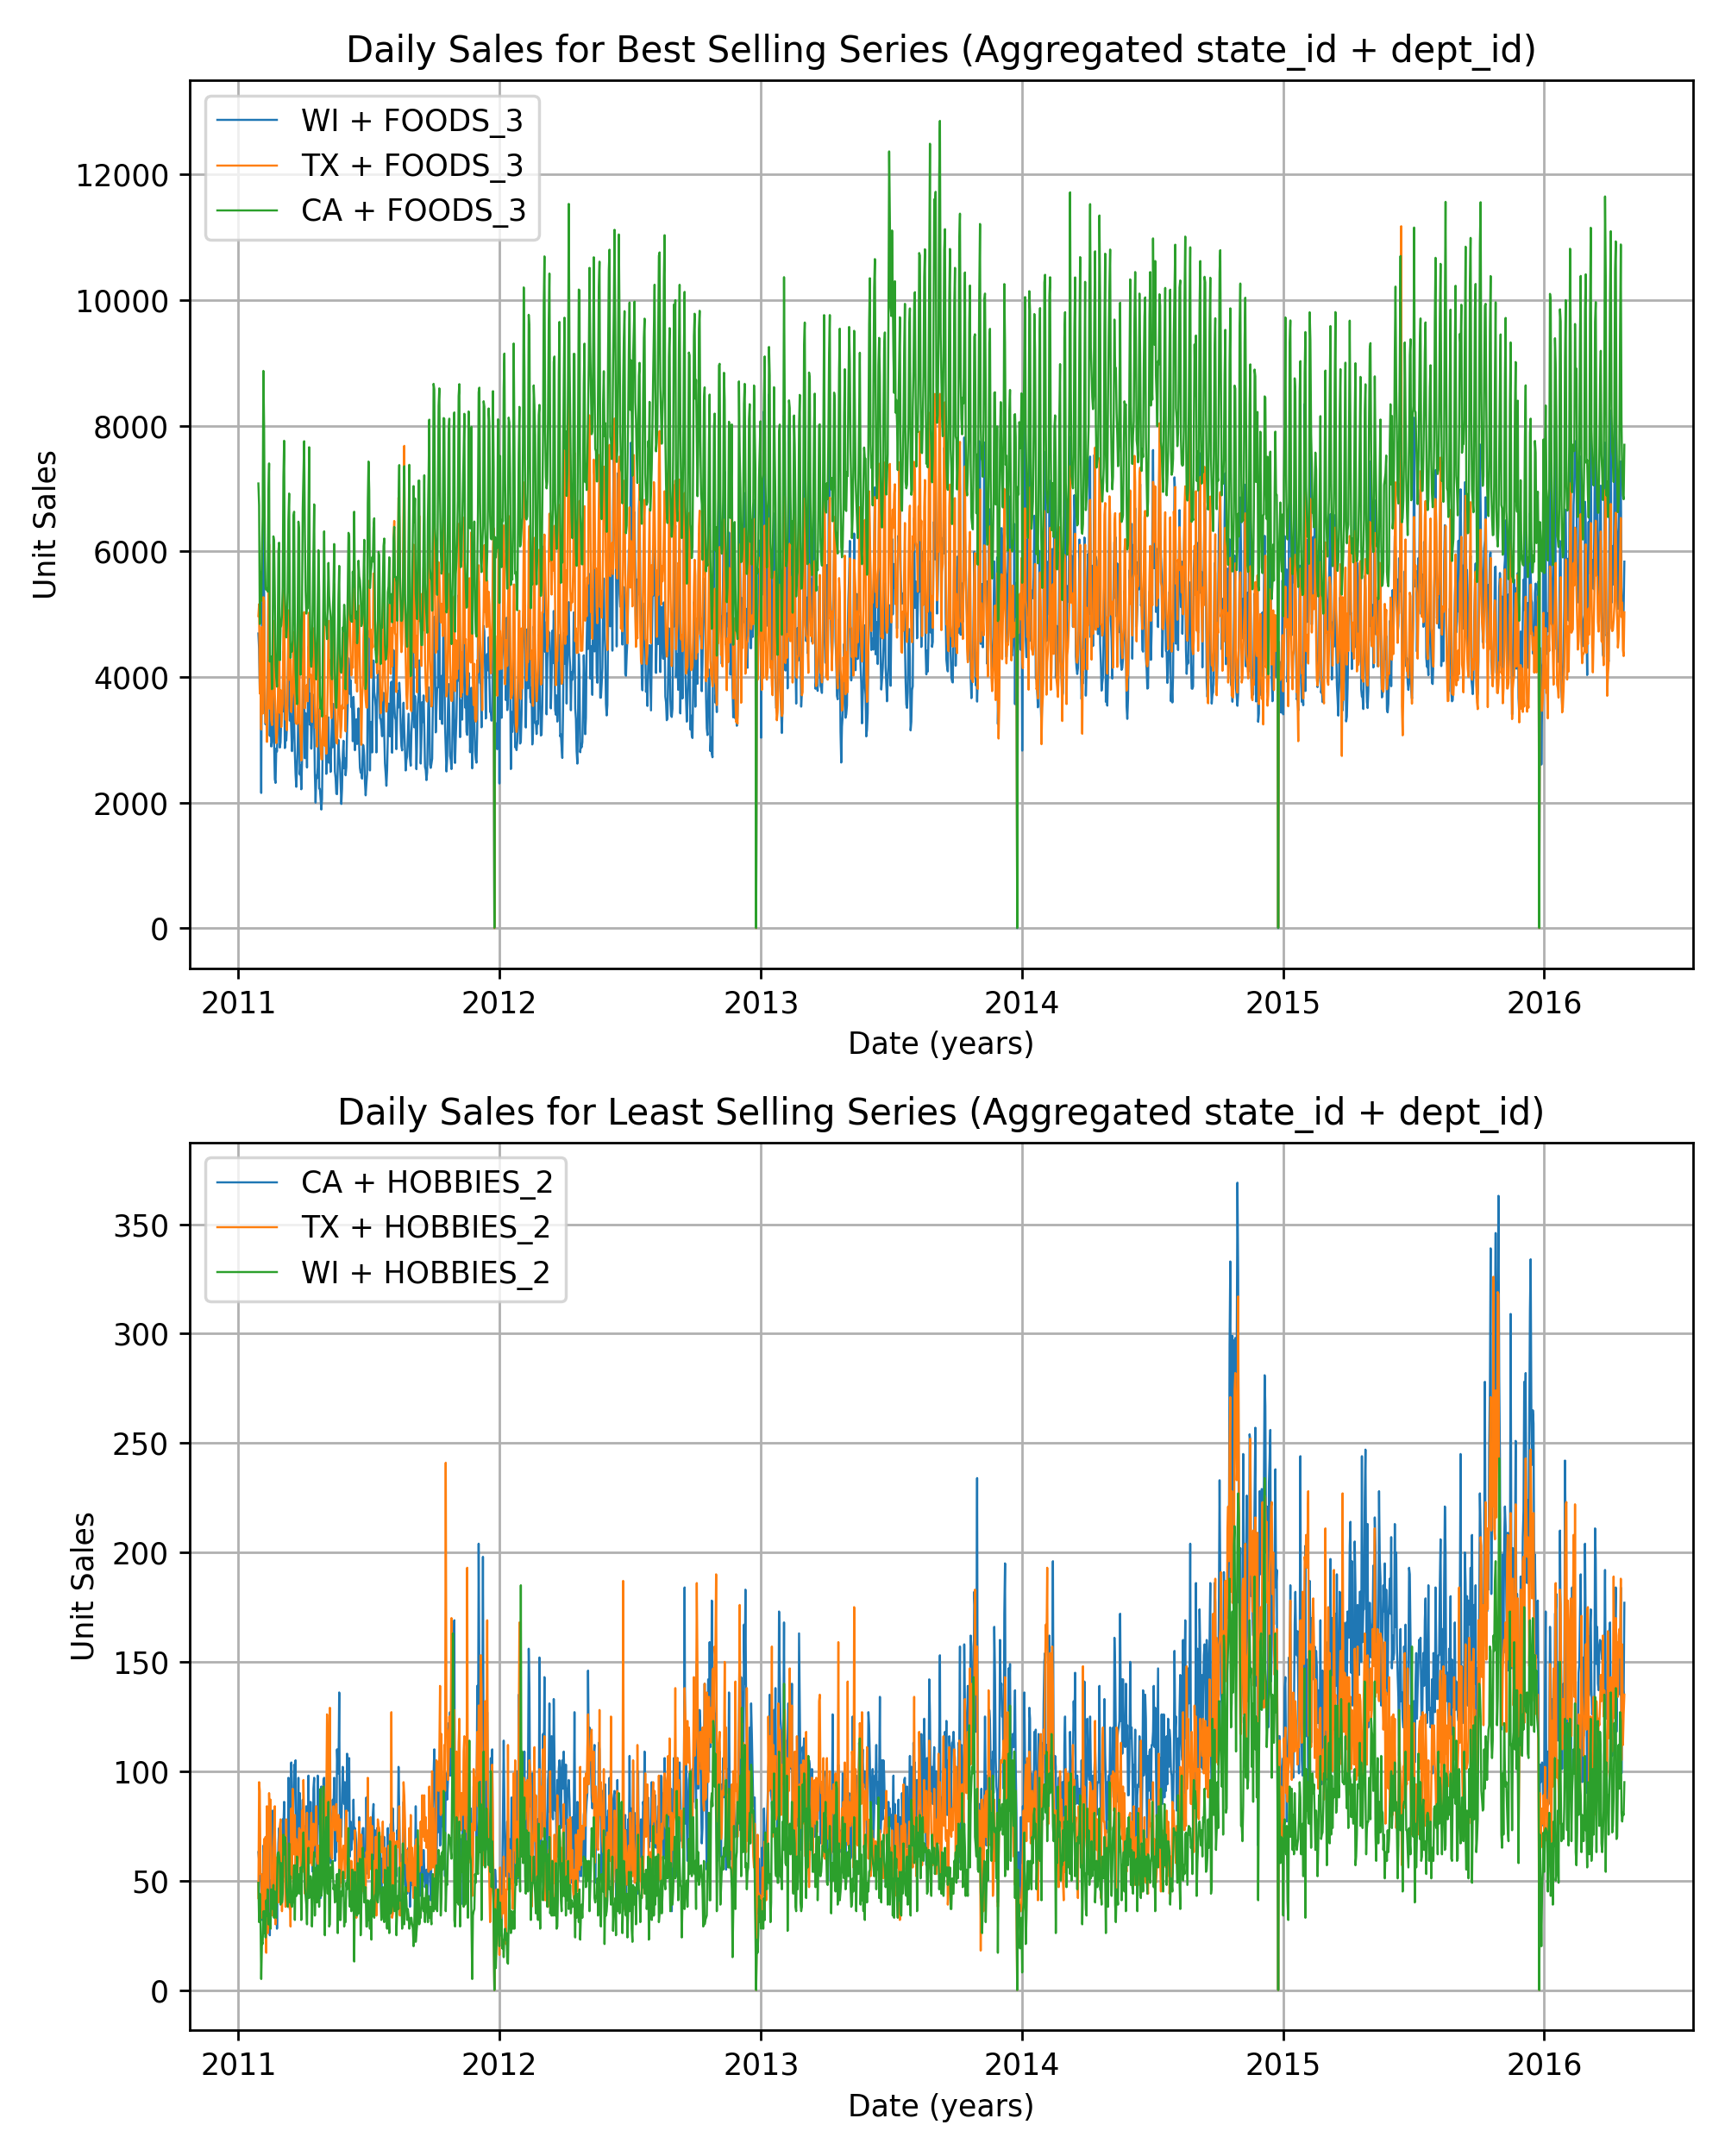 Daily Sales for Best Selling Series (Aggregated state_id + dept_id)
WI + FOODS_3
TX + FOODS_3
CA + FOODS_3
12000
10000
8000
6000
4000
2000
0
Unit Sales
2011 2012 2013 2014 2015 2016
Date (years)
Daily Sales for Least Selling Series (Aggregated state_id + dept_id)
CA + HOBBIES_2
TX + HOBBIES_2
WI + HOBBIES_2
350
300
250
200
150
100
50
0
Unit Sales
2011 2012 2013 2014 2015 2016
Date (years)